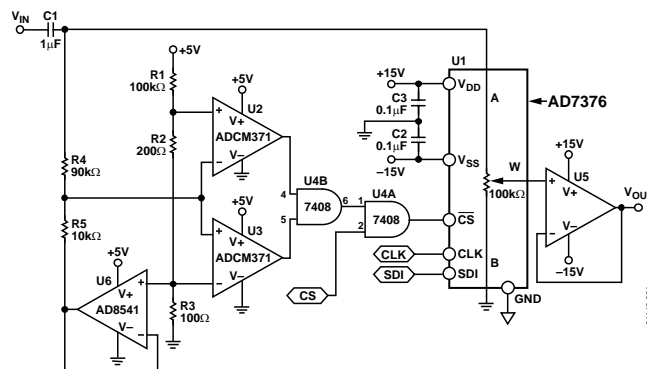 VIN
C1
1μF
+5V
R1
100kΩ
R2
200Ω
R4
90kΩ
R5
10kΩ
+5V
U2
V+
ADCM371
V–
+5V
U3
V+
ADCM371
V–
+5V
U6
V+
AD8541
V–
R3
100Ω
U4B
4
5
7408
6
U4A
1
2
7408
CS
CLK
SDI
+15V
C3
0.1μF
C2
0.1μF
–15V
U1
VDD
VSS
CS
CLK
SDI
A
W
100kΩ
B
GND
AD7376
+15V
U5
V+
V–
–15V
VOU